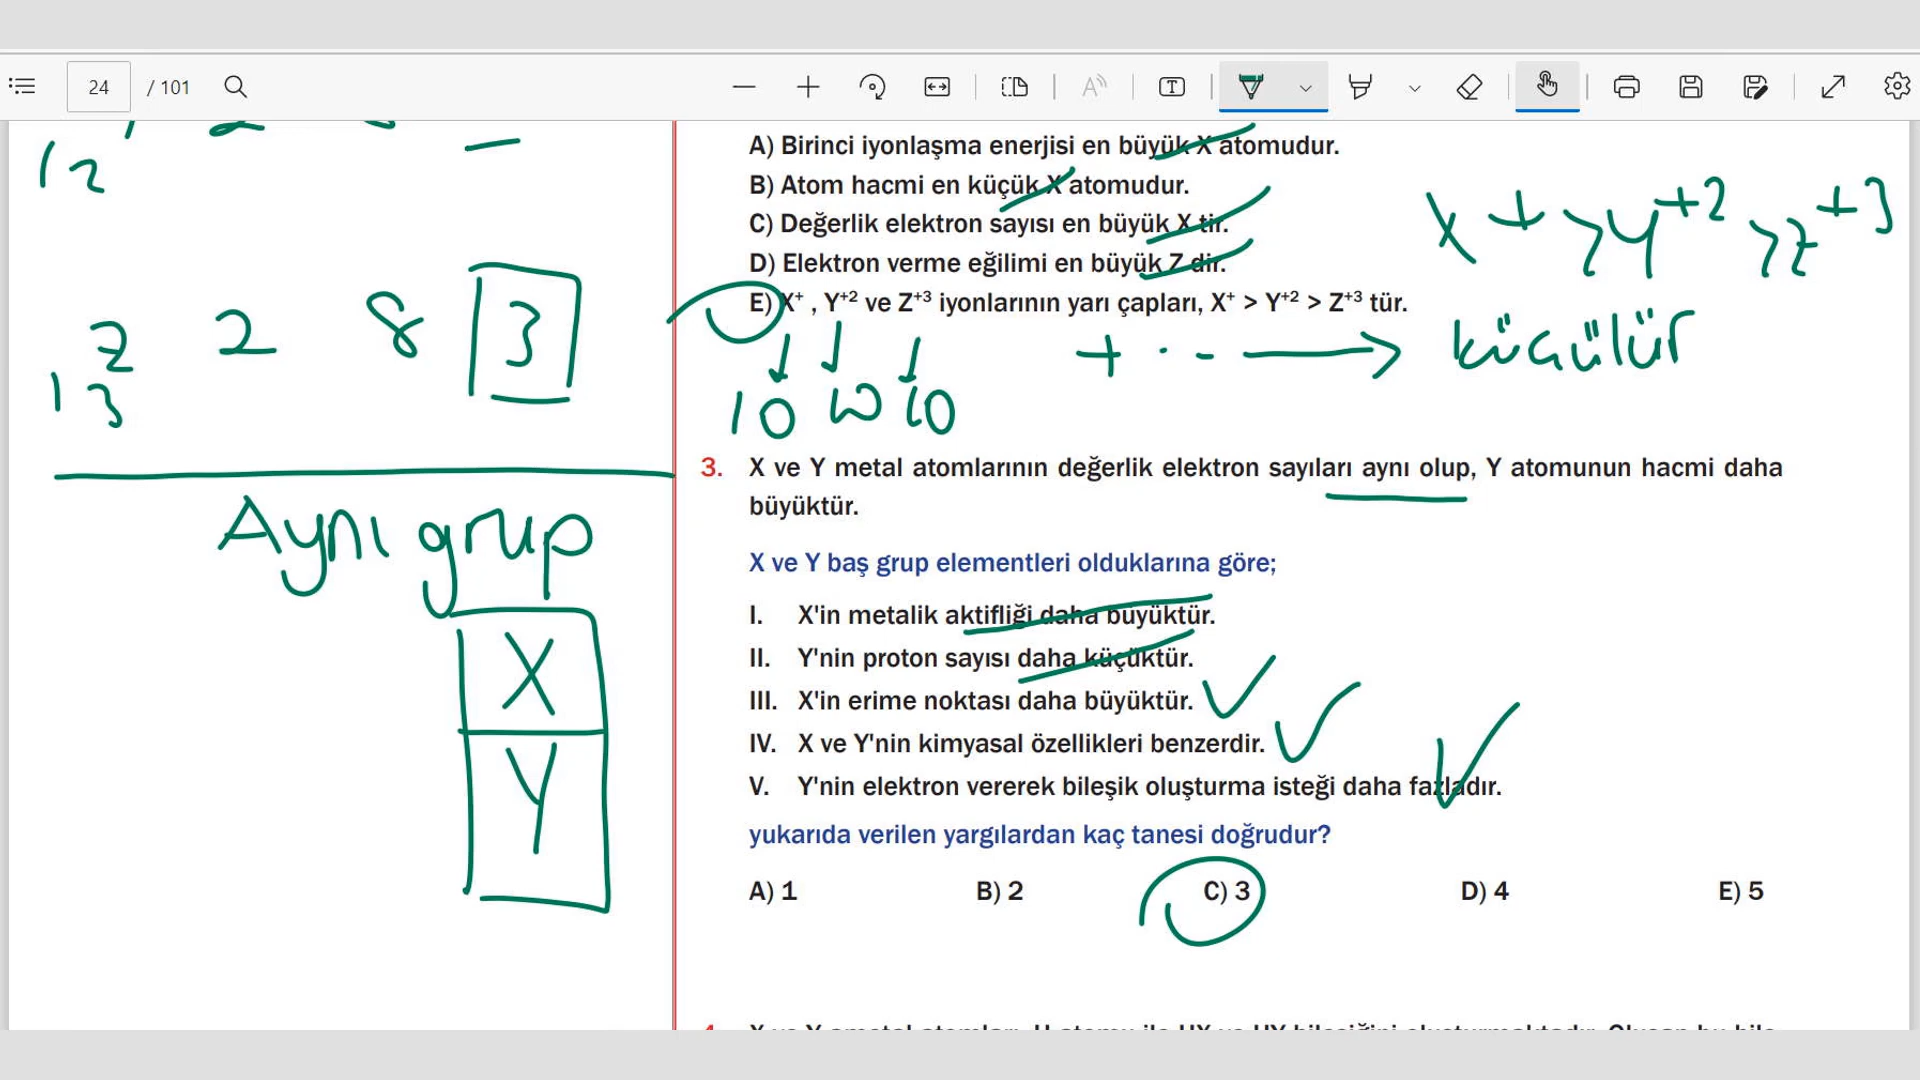 24 / 101
12
A) Birinci iyonlaşma enerjisi en büyük X atomudur.
B) Atom hacmi en küçük X atomudur.
C) Değerlik elektron sayısı en büyük X tir.
D) Elektron verme eğilimi en büyük Z dir.
E) X⁺ , Y⁺² ve Z⁺³ iyonlarının yarı çapları, X⁺ > Y⁺² > Z⁺³ tür.
X⁺ > Y⁺² > Z⁺³
+ · - → küçülür
10 10 10
Z 2 8 3
13
3. X ve Y metal atomlarının değerlik elektron sayıları aynı olup, Y atomunun hacmi daha
büyüktür.
X ve Y baş grup elementleri olduklarına göre;
I. X'in metalik aktifliği daha büyüktür.
II. Y'nin proton sayısı daha küçüktür.
III. X'in erime noktası daha büyüktür.
IV. X ve Y'nin kimyasal özellikleri benzerdir.
V. Y'nin elektron vererek bileşik oluşturma isteği daha fazladır.
yukarıda verilen yargılardan kaç tanesi doğrudur?
A) 1 B) 2 C) 3 D) 4 E) 5
Aynı grup
X
Y